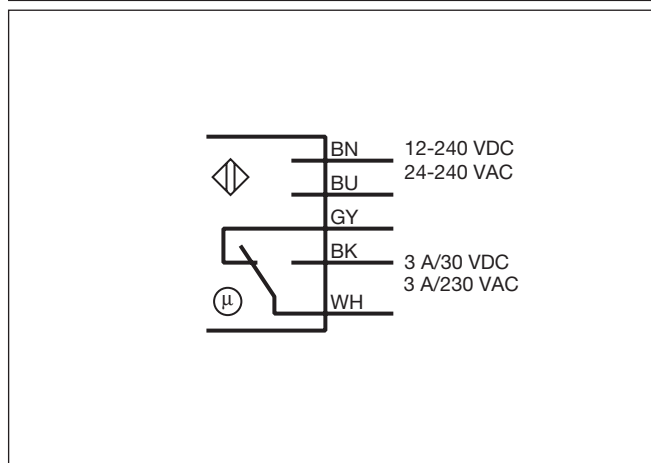 BN 12-240 VDC
24-240 VAC
BU
GY
BK 3 A/30 VDC
3 A/230 VAC
µ
WH